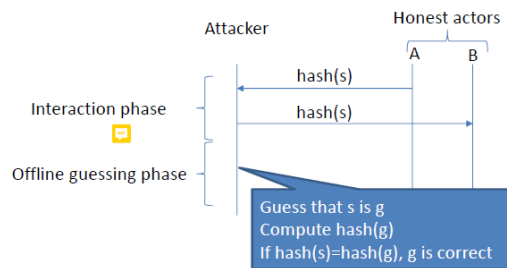 Honest actors
Attacker
A
B
hash(s)
Interaction phase
hash(s)
Offline guessing phase
Guess that s is g
Compute hash(g)
If hash(s)=hash(g), g is correct